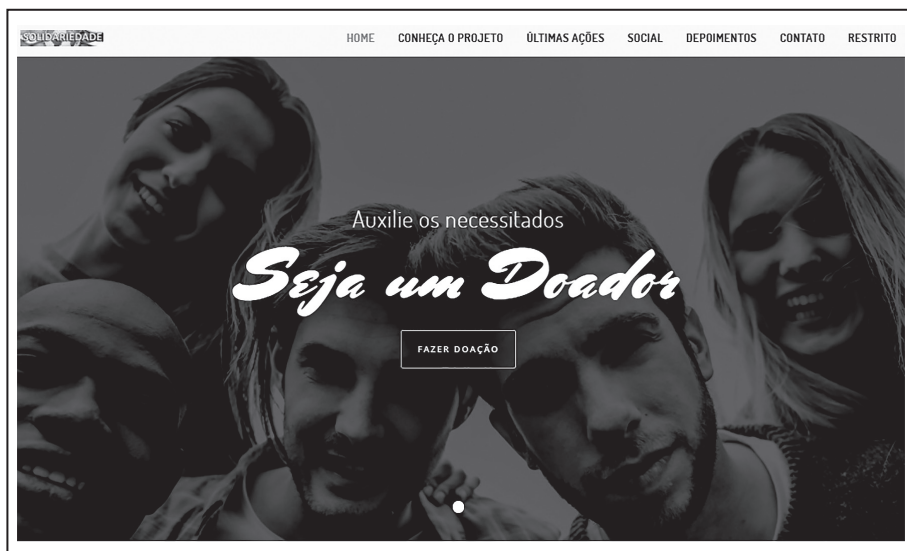 SOLIDARIEDADE
HOME CONHEÇA O PROJETO ÚLTIMAS AÇÕES SOCIAL DEPOIMENTOS CONTATO RESTRITO
Auxilie os necessitados
Seja um Doador
FAZER DOAÇÃO